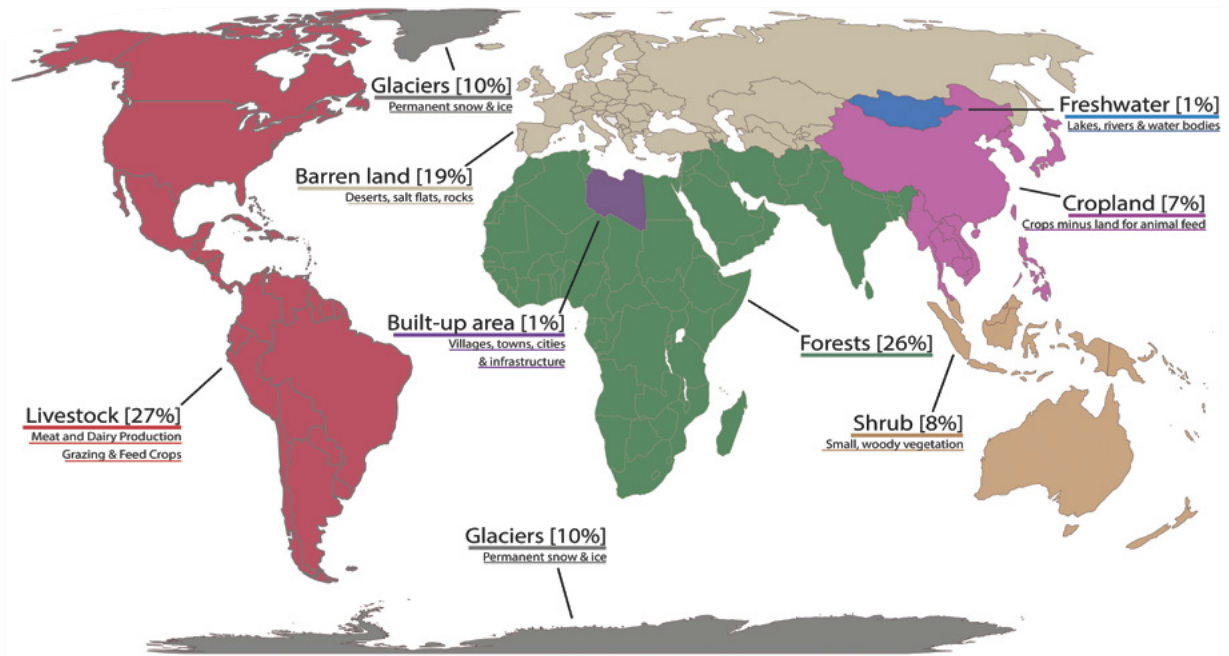 Glaciers [10%]
Permanent snow & ice
Freshwater [1%]
Lakes, rivers & water bodies
Barren land [19%]
Deserts, salt flats, rocks
Cropland [7%]
Crops minus land for animal feed
Built-up area [1%]
Villages, towns, cities
& infrastructure
Forests [26%]
Livestock [27%]
Meat and Dairy Production
Grazing & Feed Crops
Shrub [8%]
Small, woody vegetation
Glaciers [10%]
Permanent snow & ice